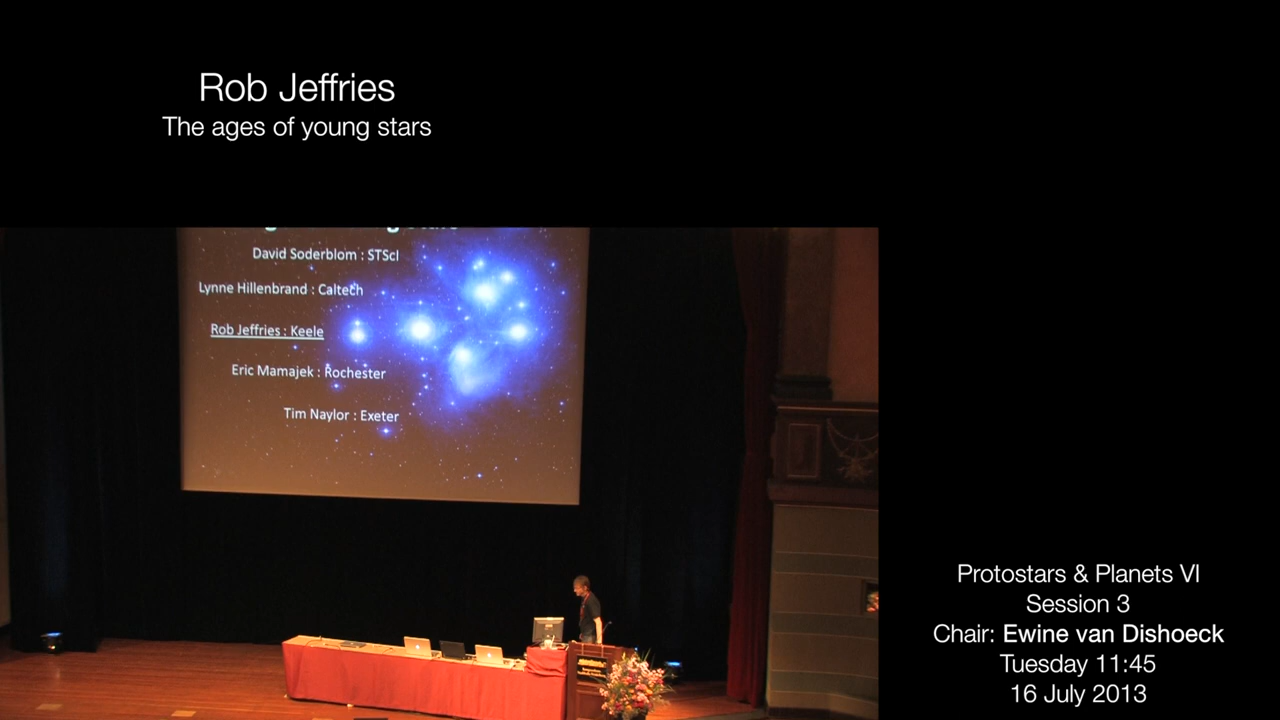 Rob Jeffries
The ages of young stars
David Soderblom : STScI
Lynne Hillenbrand : Caltech
Rob Jeffries : Keele
Eric Mamajek : Rochester
Tim Naylor : Exeter
Protostars & Planets VI
Session 3
Chair: Ewine van Dishoeck
Tuesday 11:45
16 July 2013